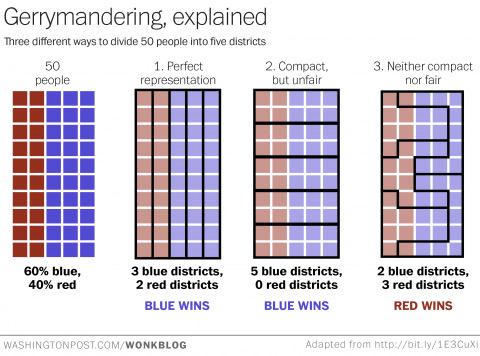 Gerrymandering, explained
Three different ways to divide 50 people into five districts
50
people
1. Perfect
representation
2. Compact,
but unfair
3. Neither compact
nor fair
60% blue,
40% red
3 blue districts,
2 red districts
5 blue districts,
0 red districts
2 blue districts,
3 red districts
BLUE WINS
BLUE WINS
RED WINS
WASHINGTONPOST.COM/WONKBLOG
Adapted from http://bit.ly/1E3CuXi